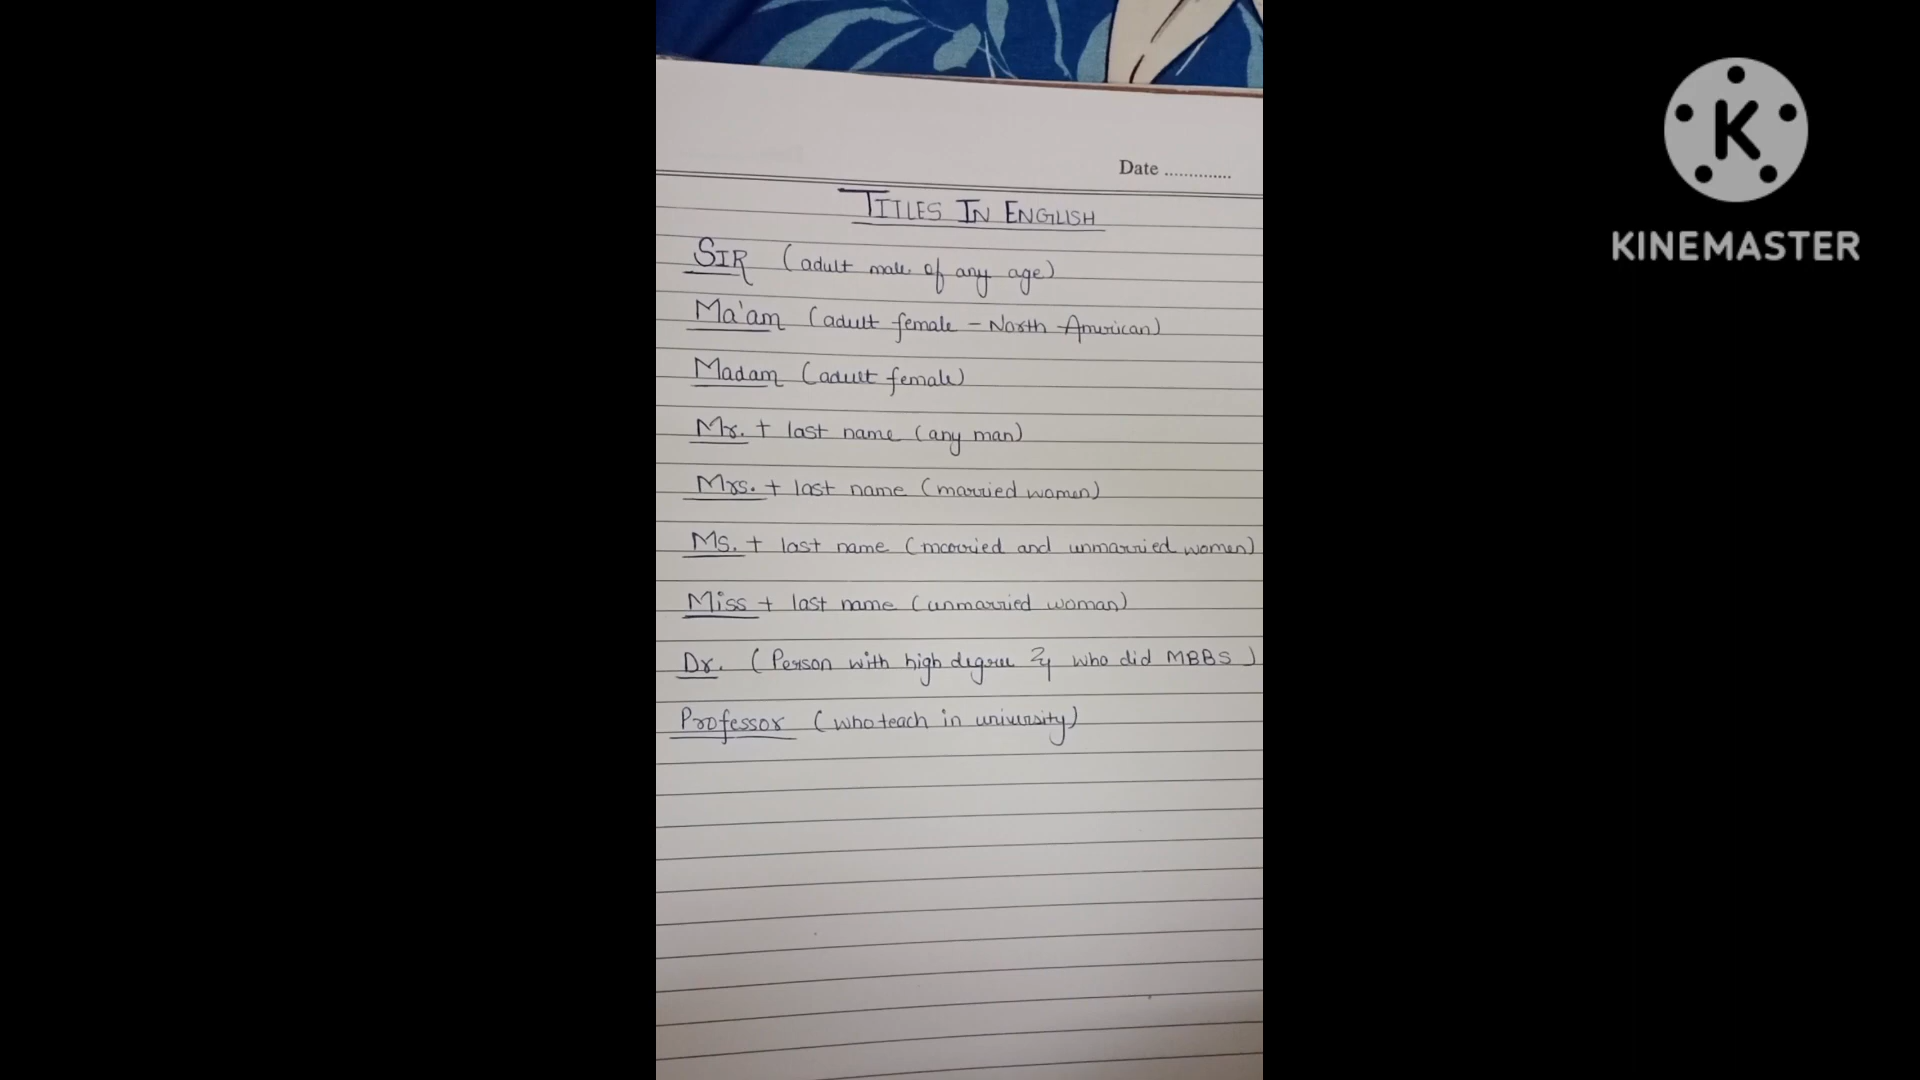 Date ..............
TITLES IN ENGLISH
SIR (adult male of any age)
Ma'am (adult female - North American)
Madam (adult female)
Mr. + last name (any man)
Mrs. + last name (married women)
Ms. + last name (married and unmarried women)
Miss + last name (unmarried woman)
Dr. (Person with high degree & who did MBBS)
Professor (who teach in university)
K
KINEMASTER